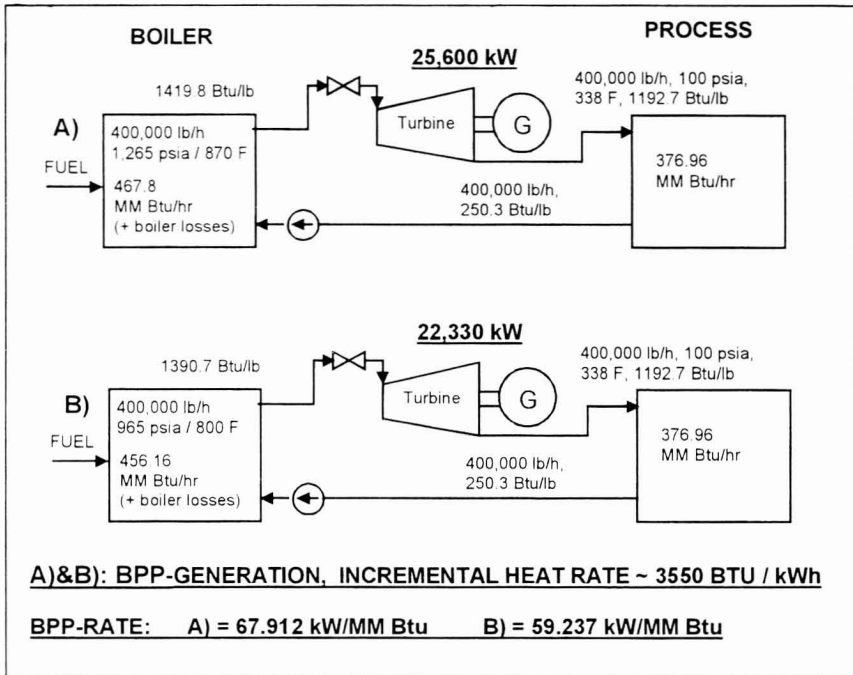 BOILER
PROCESS
25,600 kW
400,000 lb/h, 100 psia,
338 F, 1192.7 Btu/lb
1419.8 Btu/lb
A)
400,000 lb/h
1,265 psia / 870 F
Turbine
G
FUEL
467.8
MM Btu/hr
(+ boiler losses)
376.96
MM Btu/hr
400,000 lb/h,
250.3 Btu/lb
22,330 kW
400,000 lb/h, 100 psia,
338 F, 1192.7 Btu/lb
1390.7 Btu/lb
B)
400,000 lb/h
965 psia / 800 F
Turbine
G
FUEL
456.16
MM Btu/hr
(+ boiler losses)
376.96
MM Btu/hr
400,000 lb/h,
250.3 Btu/lb
A)&B): BPP-GENERATION, INCREMENTAL HEAT RATE ~ 3550 BTU / kWh
BPP-RATE: A) = 67.912 kW/MM Btu B) = 59.237 kW/MM Btu